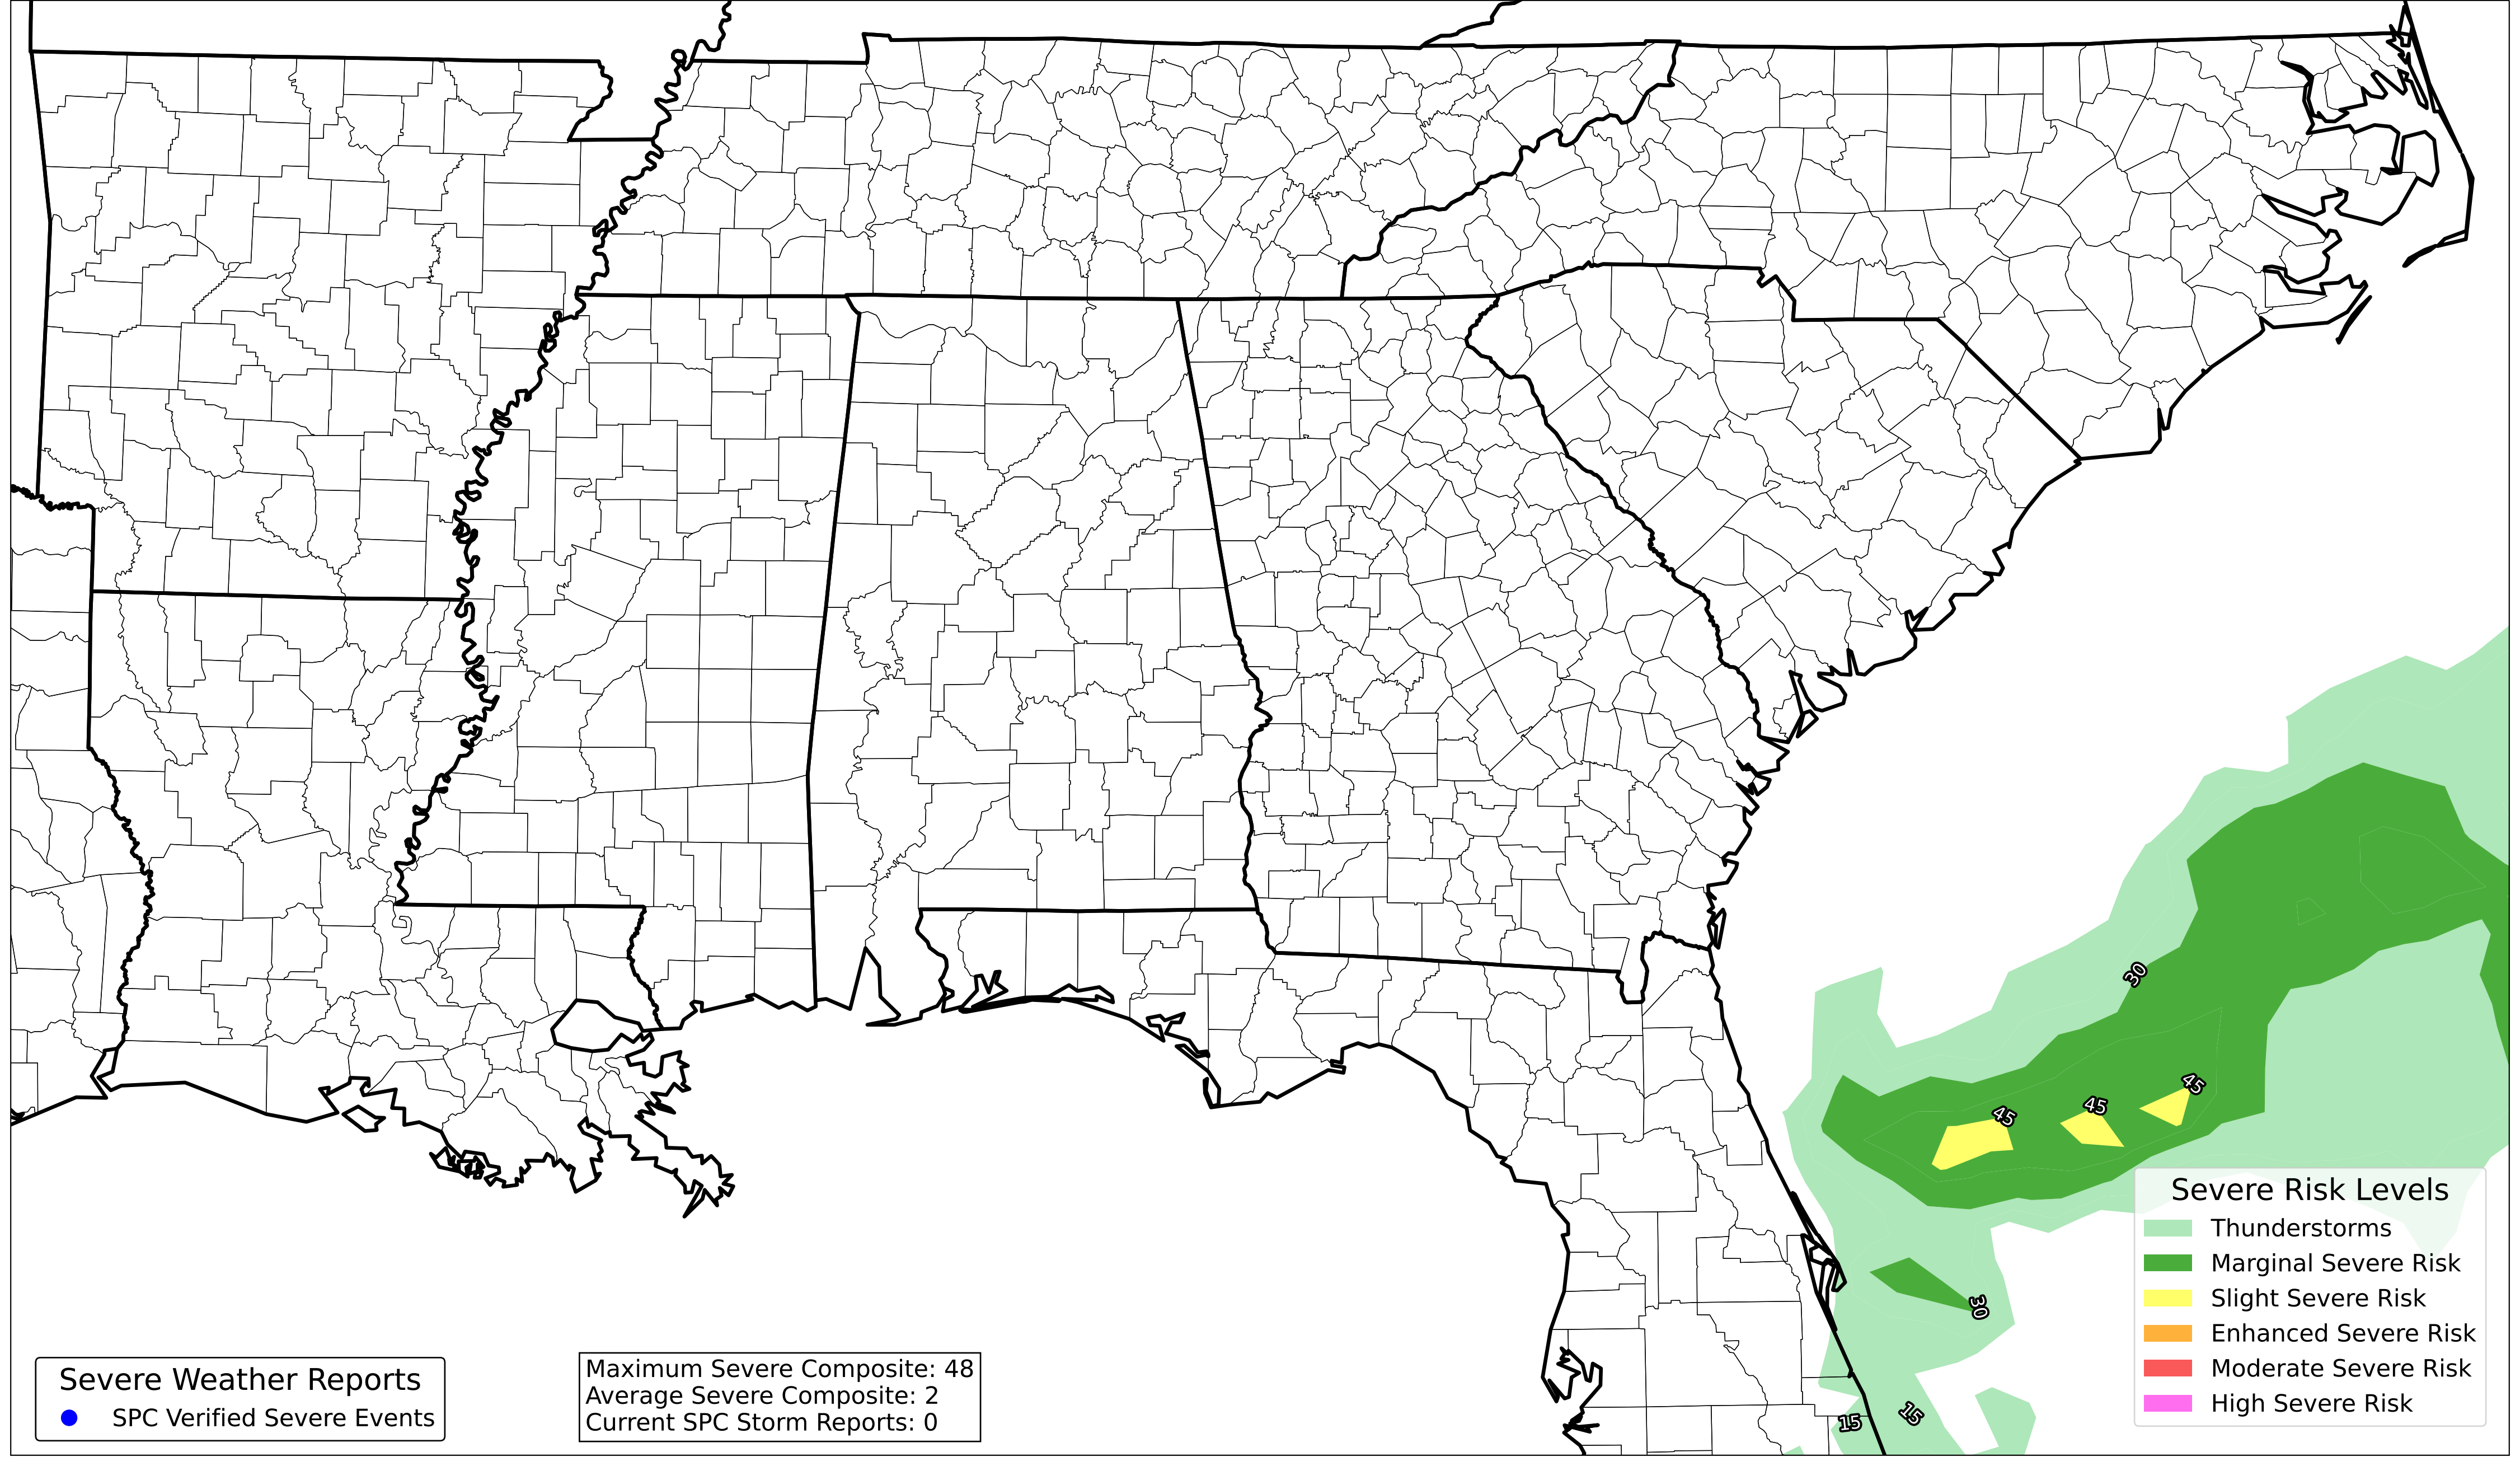 30
45
45
45
30
15
15
Severe Risk Levels
Thunderstorms
Marginal Severe Risk
Slight Severe Risk
Enhanced Severe Risk
Moderate Severe Risk
High Severe Risk
Severe Weather Reports
SPC Verified Severe Events
Maximum Severe Composite: 48
Average Severe Composite: 2
Current SPC Storm Reports: 0